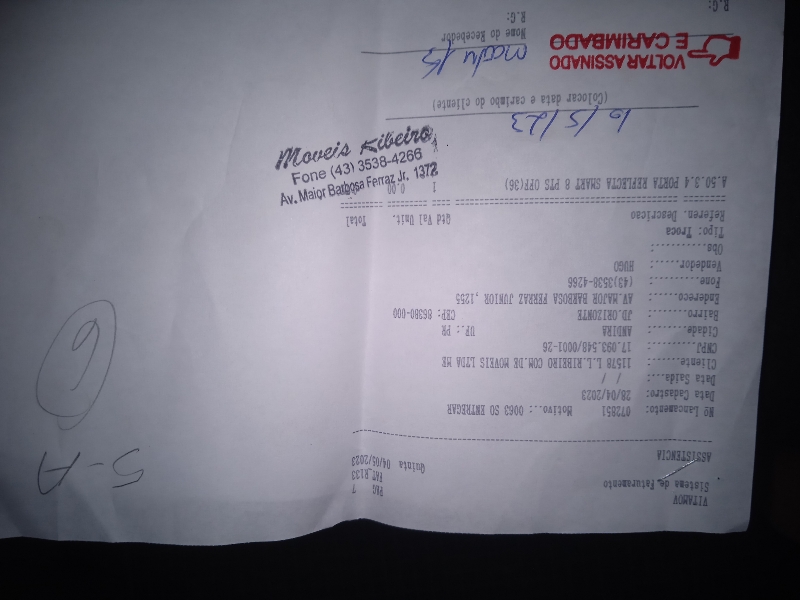 VITAMOV PAG 7
Sistema de Faturamento FAT_R133
ASSISTENCIA Quinta 04/05/2023
Nº Lancamento: 072851 Motivo..: 0063 SO ENTREGAR
Data Cadastro: 28/04/2023
Data Saida...: / /
Cliente......: 11578 L.L.RIBEIRO COM.DE MOVEIS LTDA ME
CNPJ.........: 17.093.548/0001-26
Cidade.......: ANDIRA UF.: PR
Bairro.......: JD.ORIZONTE CEP: 86380-000
Endereco.....: AV.MAJOR BARBOSA FERRAZ JUNIOR ,1255
Fone.........: (43)3538-4266
Vendedor.....: HUGO
Obs..........:
Tipo: Troca
Referen. Descricao Qtd Val Unit. Total
A.50.3.4 PORTA REFLECTA SMART 8 PTS OFF(36) 1 0.00
Moveis Ribeiro
Fone (43) 3538-4266
Av. Maior Barbosa Ferraz Jr. 1372
16/5/23
(Colocar data e carimbo do cliente)
VOLTAR ASSINADO
E CARIMBADO
Nome do Recebedor
R.G:
R.G:
5-A
6